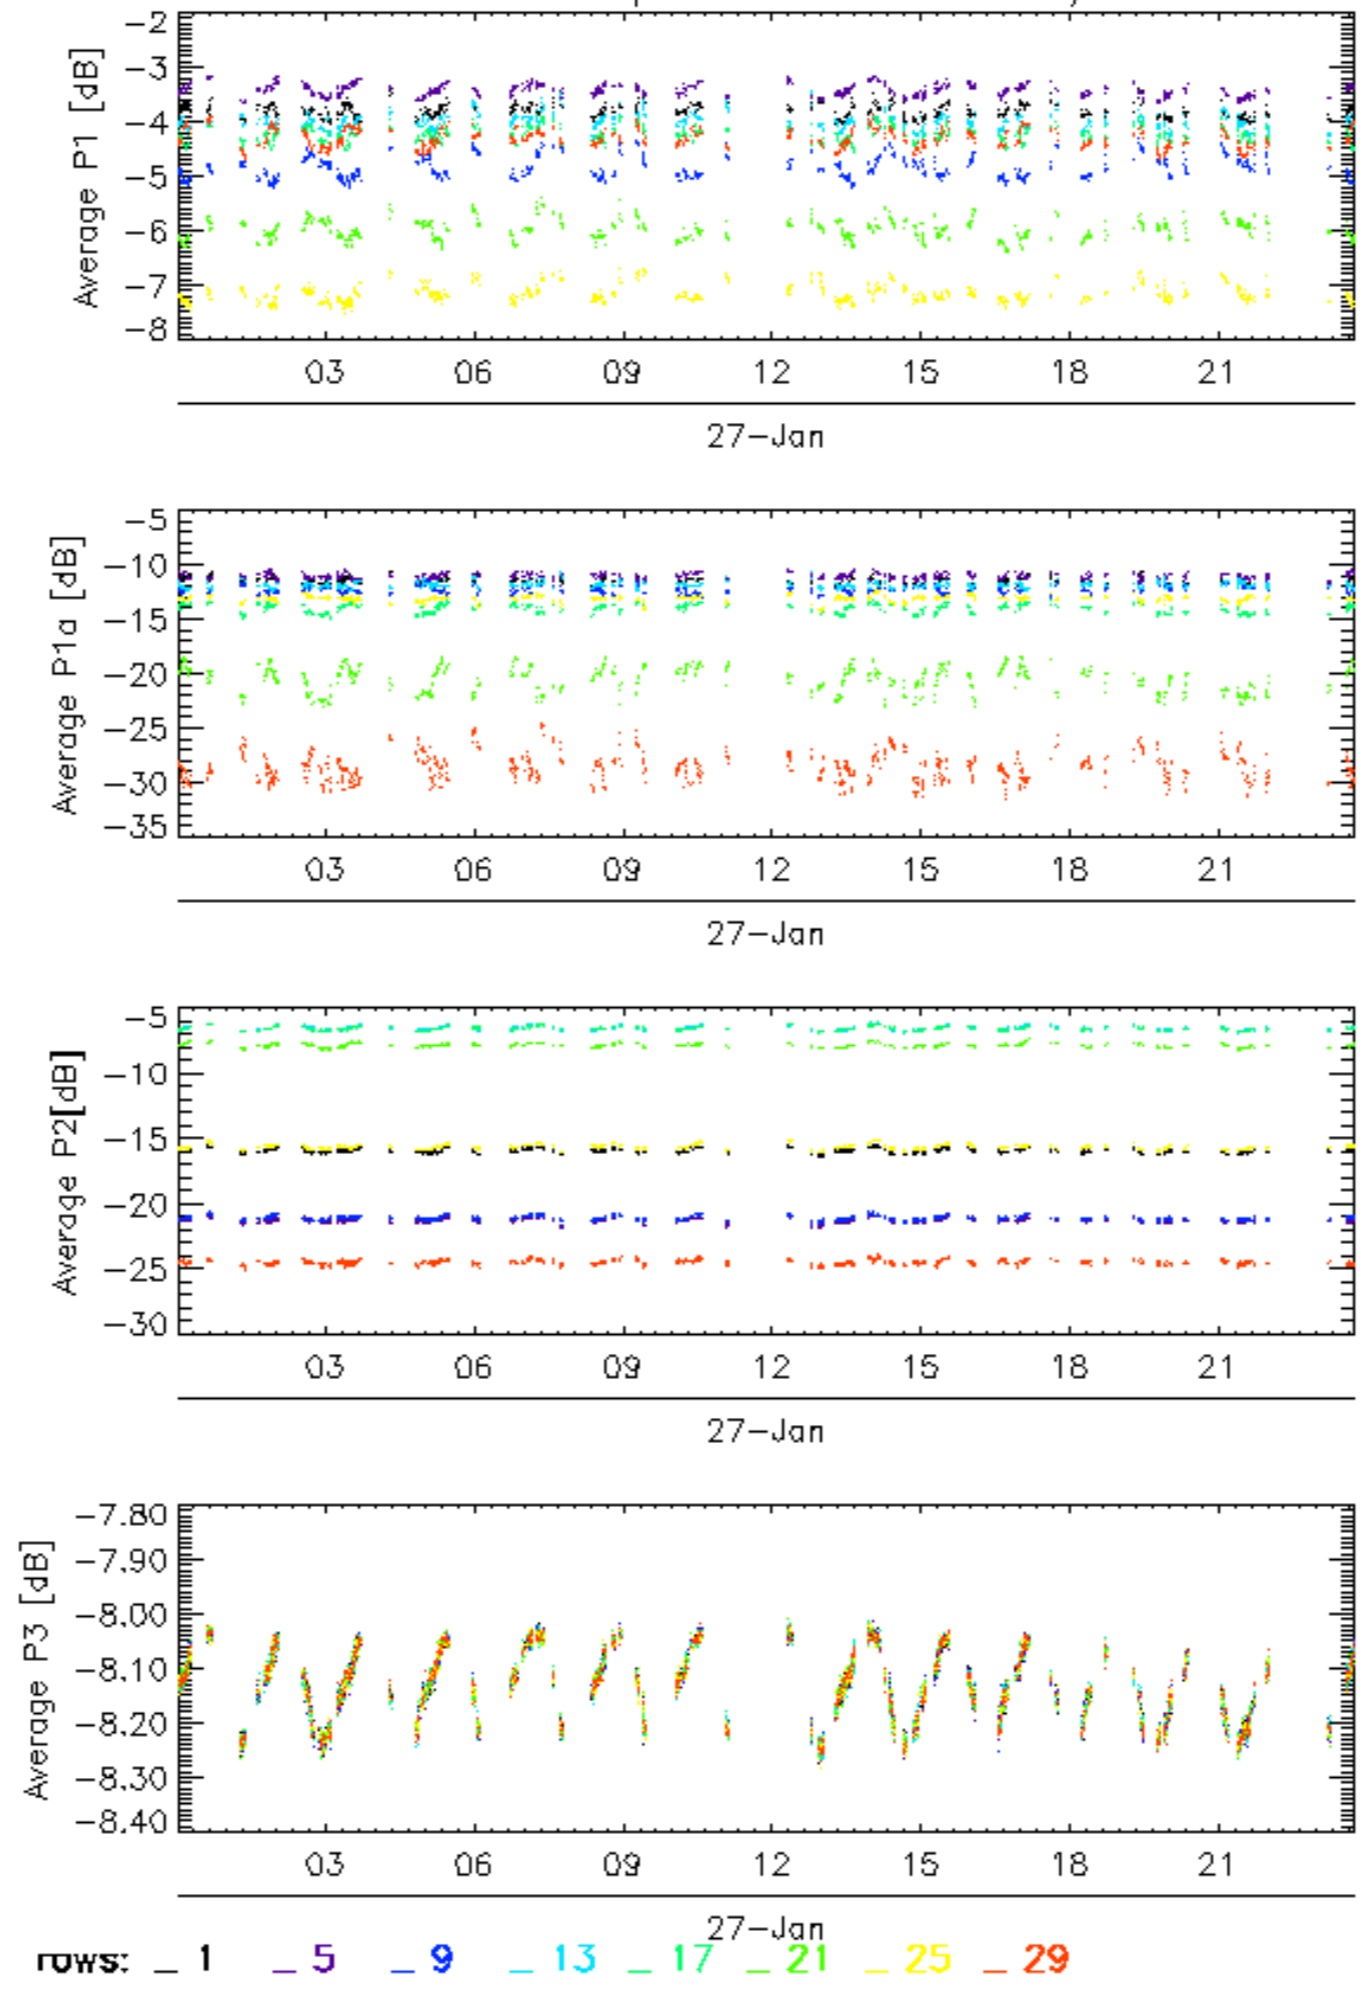 -2
-3
-4
-5
-6
-7
-8
Average P1 [dB]
03 06 09 12 15 18 21
27-Jan
-5
-10
-15
-20
-25
-30
-35
Average P1a [dB]
03 06 09 12 15 18 21
27-Jan
-5
-10
-15
-20
-25
-30
Average P2[dB]
03 06 09 12 15 18 21
27-Jan
-7.80
-7.90
-8.00
-8.10
-8.20
-8.30
-8.40
Average P3 [dB]
03 06 09 12 15 18 21
27-Jan
rows: _ 1 _ 5 _ 9 _ 13 _ 17 _ 21 _ 25 _ 29